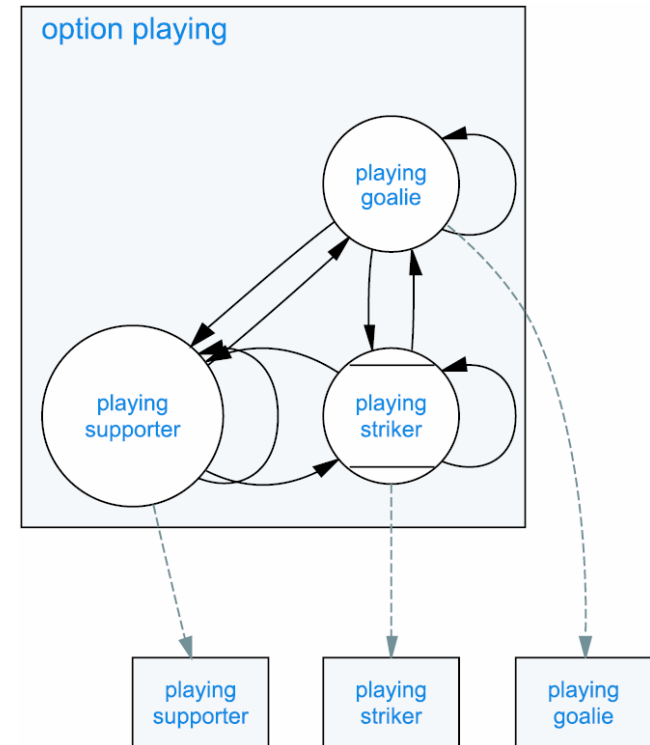 option playing
playing
goalie
playing
supporter
playing
striker
playing
supporter
playing
striker
playing
goalie